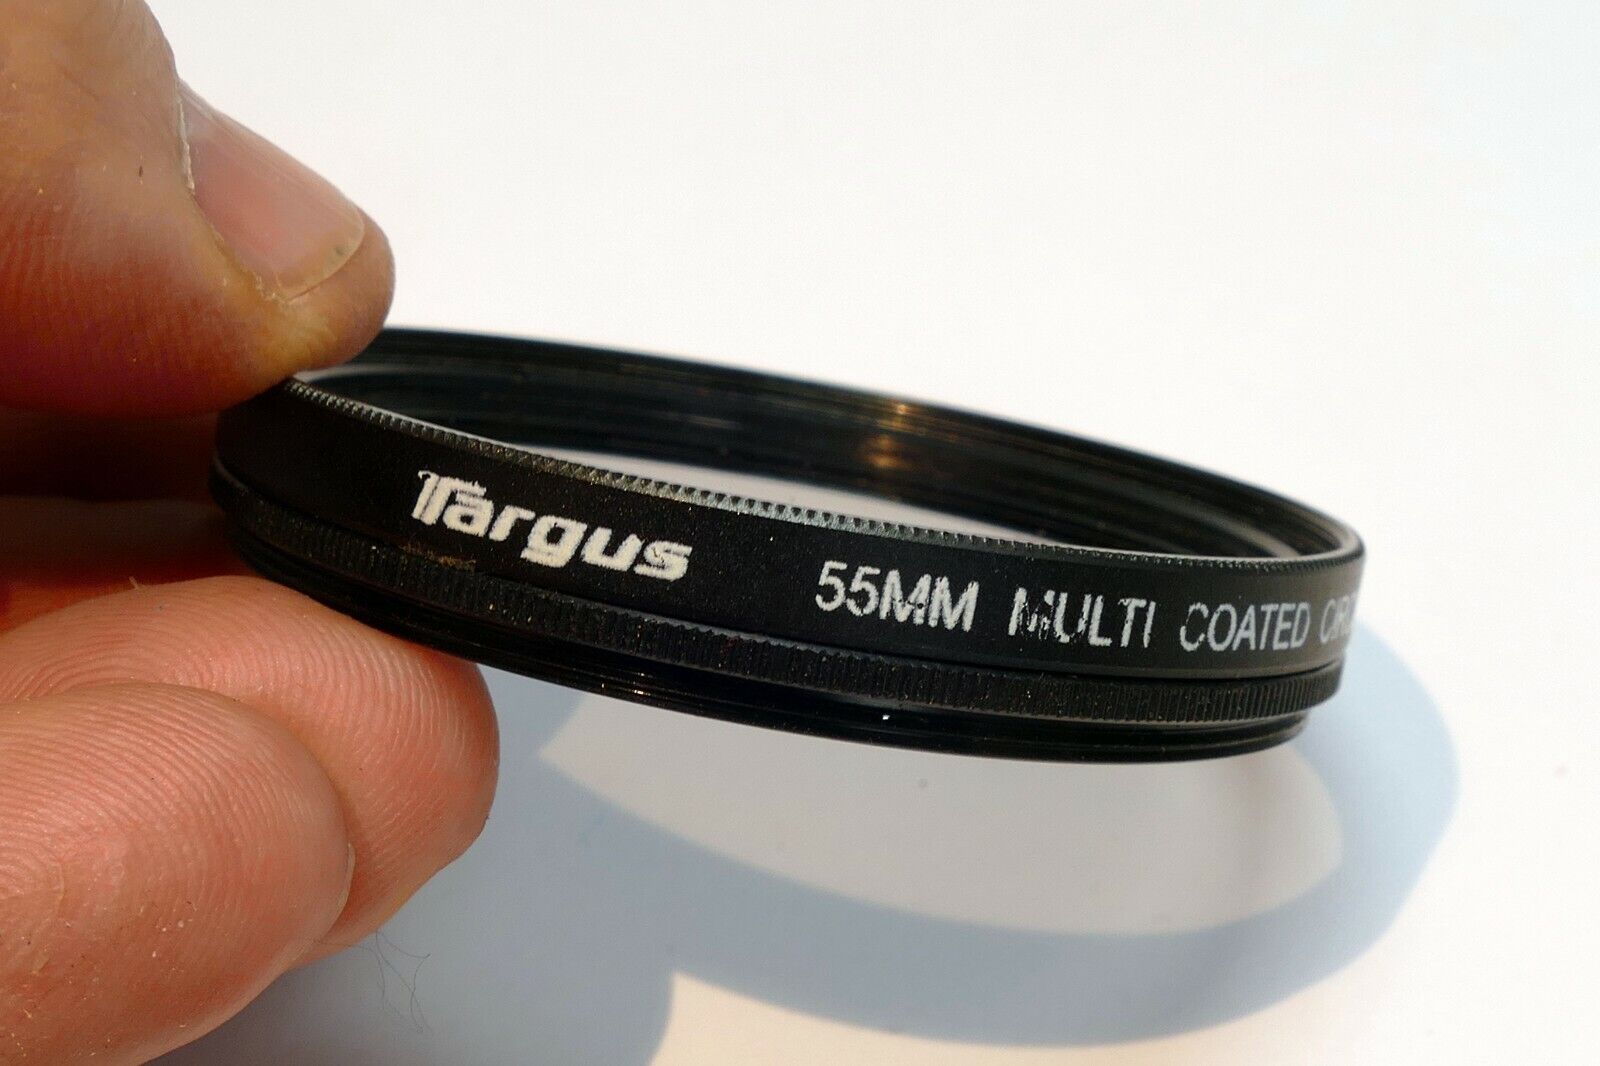 Targus 55MM MULTI COATED